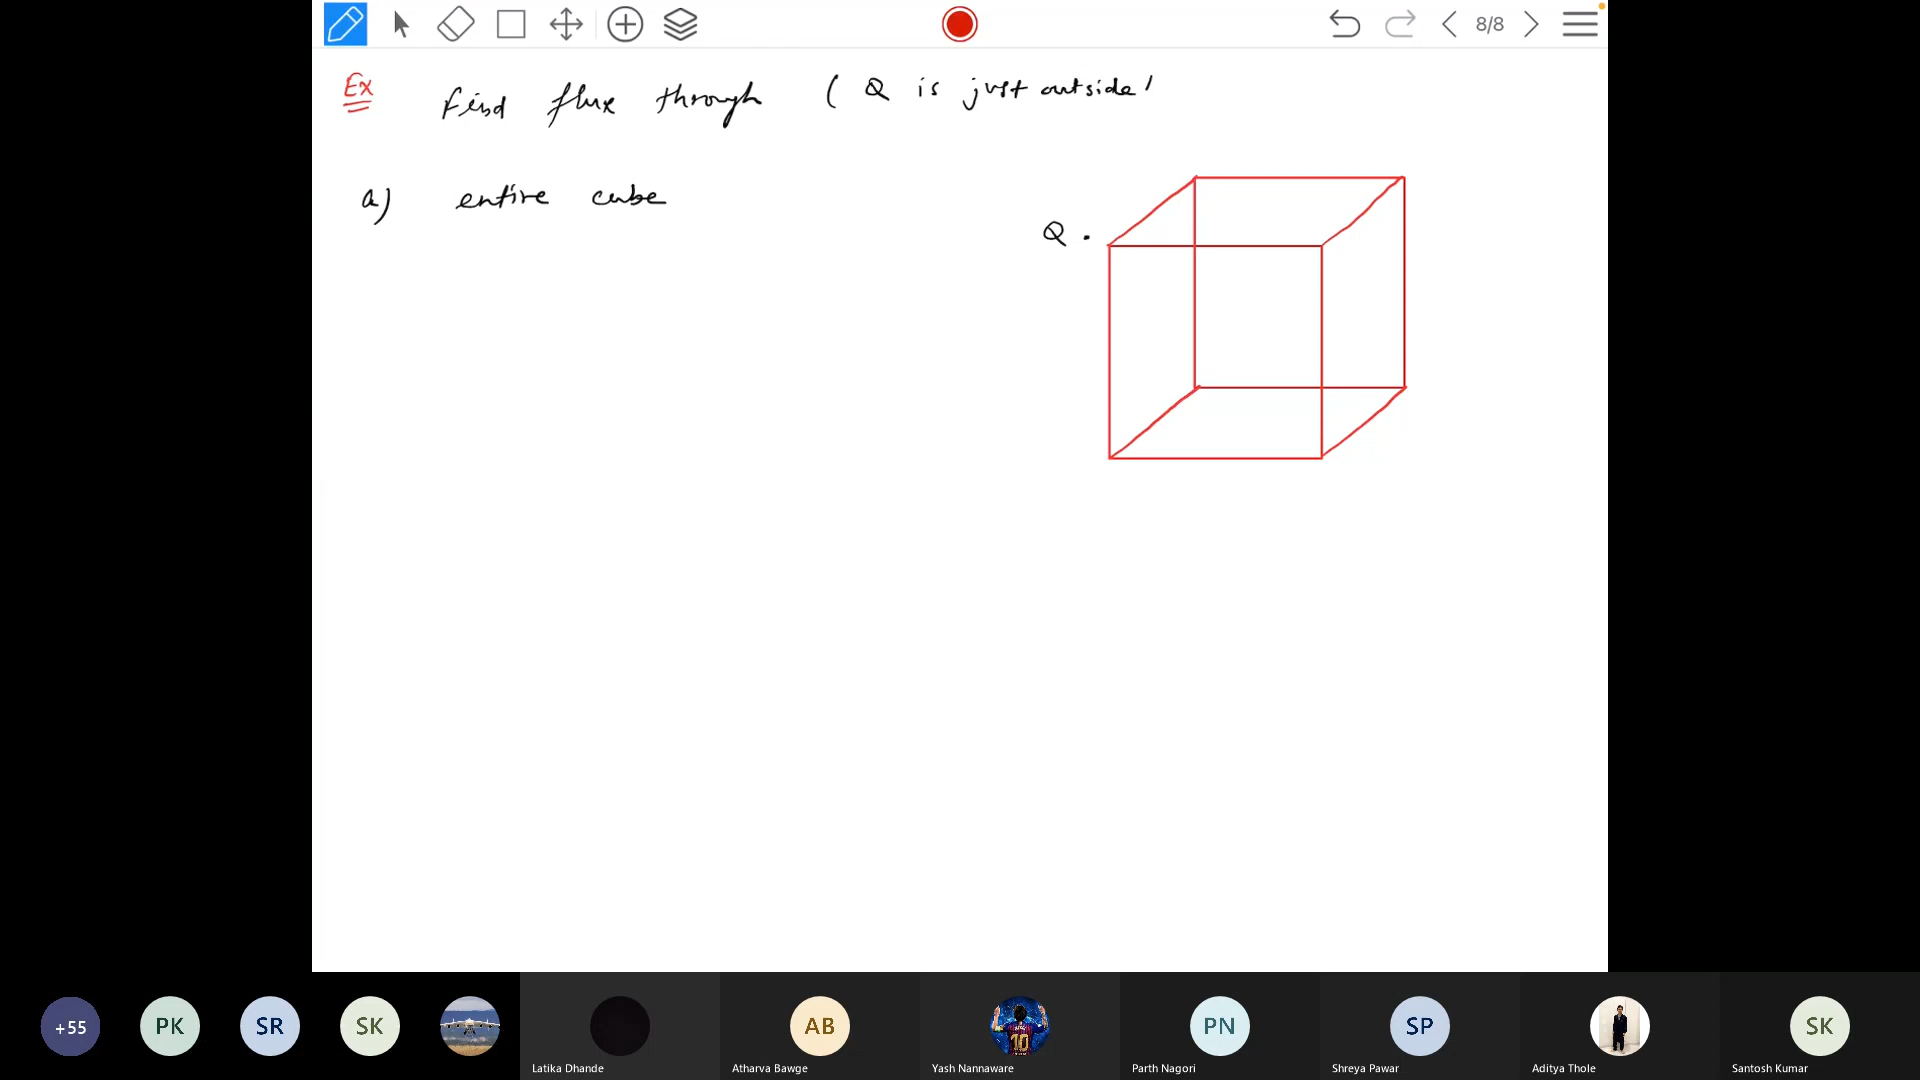 8/8
Ex Find flux through ( Q is just outside )
a) entire cube
Q .
+55
PK
SR
SK
AB
10
PN
SP
SK
Latika Dhande
Atharva Bawge
Yash Nannaware
Parth Nagori
Shreya Pawar
Aditya Thole
Santosh Kumar